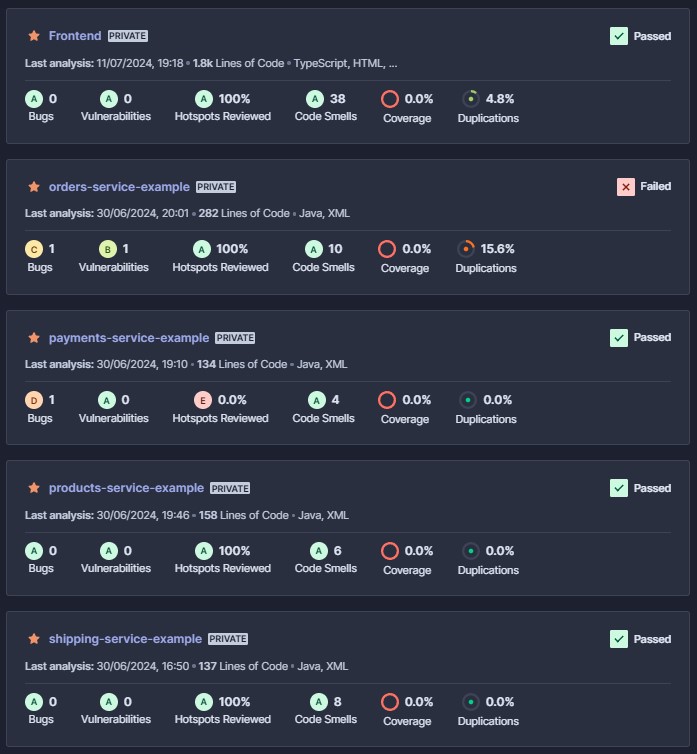 Frontend PRIVATE Passed
Last analysis: 11/07/2024, 19:18 • 1.8k Lines of Code • TypeScript, HTML, ...
A 0 A 0 A 100% A 38 0.0% 4.8%
Bugs Vulnerabilities Hotspots Reviewed Code Smells Coverage Duplications
orders-service-example PRIVATE Failed
Last analysis: 30/06/2024, 20:01 • 282 Lines of Code • Java, XML
C 1 B 1 A 100% A 10 0.0% 15.6%
Bugs Vulnerabilities Hotspots Reviewed Code Smells Coverage Duplications
payments-service-example PRIVATE Passed
Last analysis: 30/06/2024, 19:10 • 134 Lines of Code • Java, XML
D 1 A 0 E 0.0% A 4 0.0% 0.0%
Bugs Vulnerabilities Hotspots Reviewed Code Smells Coverage Duplications
products-service-example PRIVATE Passed
Last analysis: 30/06/2024, 19:46 • 158 Lines of Code • Java, XML
A 0 A 0 A 100% A 6 0.0% 0.0%
Bugs Vulnerabilities Hotspots Reviewed Code Smells Coverage Duplications
shipping-service-example PRIVATE Passed
Last analysis: 30/06/2024, 16:50 • 137 Lines of Code • Java, XML
A 0 A 0 A 100% A 8 0.0% 0.0%
Bugs Vulnerabilities Hotspots Reviewed Code Smells Coverage Duplications